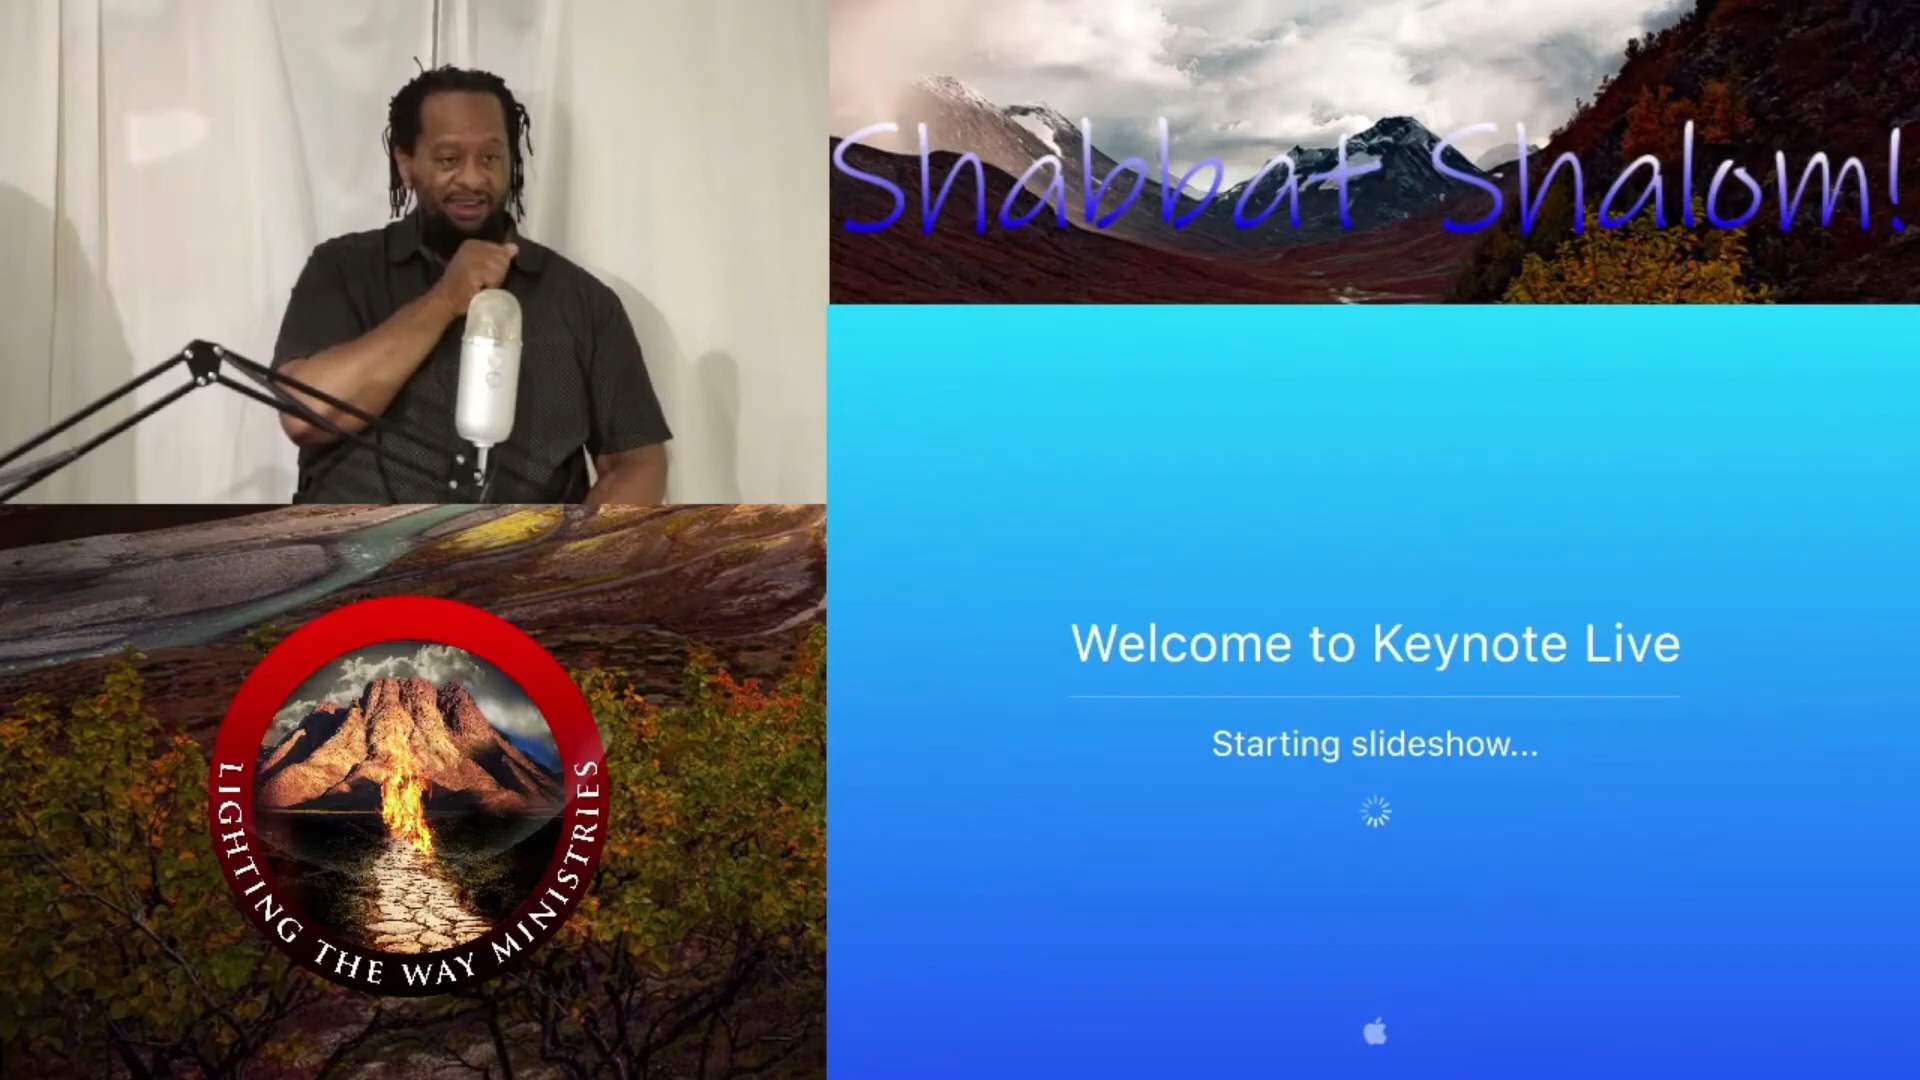 Shabbat Shalom!
Welcome to Keynote Live
Starting slideshow...
LIGHTING THE WAY MINISTRIES